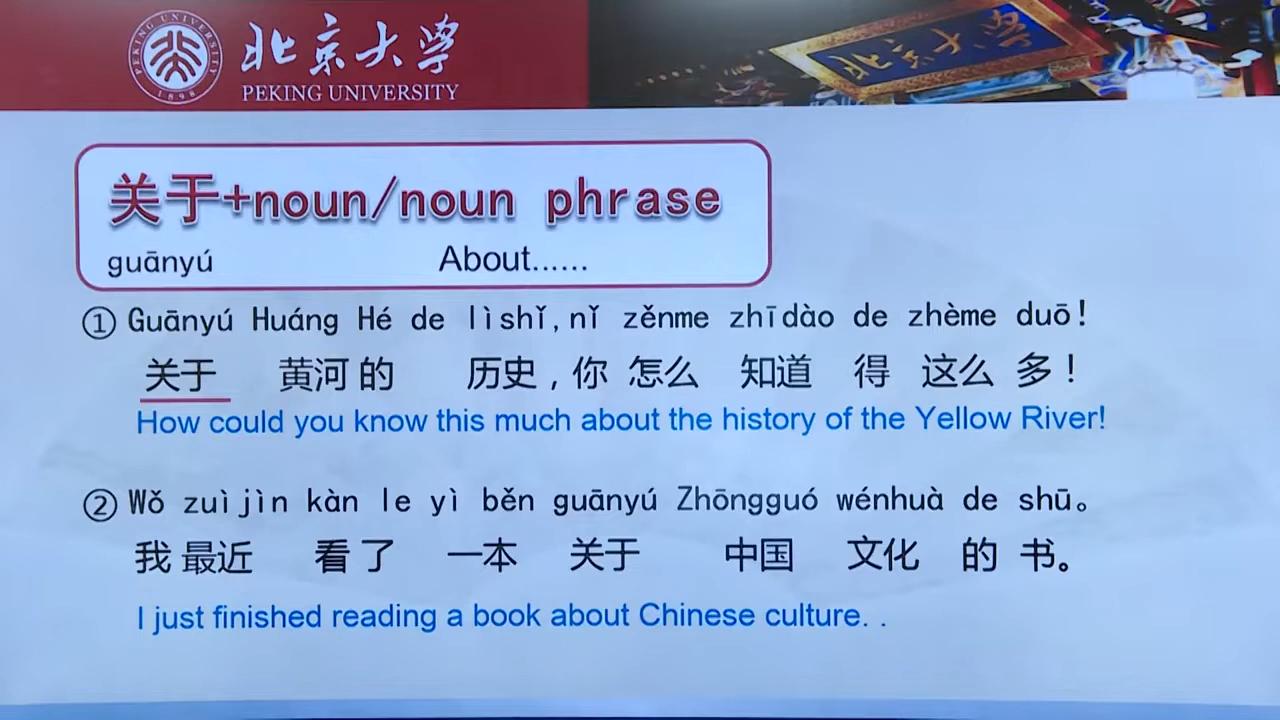 PEKING UNIVERSITY
1898
北京大学
PEKING UNIVERSITY
北京大学
关于+noun/noun phrase
guānyú About......
① Guānyú Huáng Hé de lìshǐ,nǐ zěnme zhīdào de zhème duō!
关于 黄河的 历史,你 怎么 知道 得 这么 多!
How could you know this much about the history of the Yellow River!
② Wǒ zuìjìn kàn le yì běn guānyú Zhōngguó wénhuà de shū。
我 最近 看了 一本 关于 中国 文化 的 书。
I just finished reading a book about Chinese culture. .